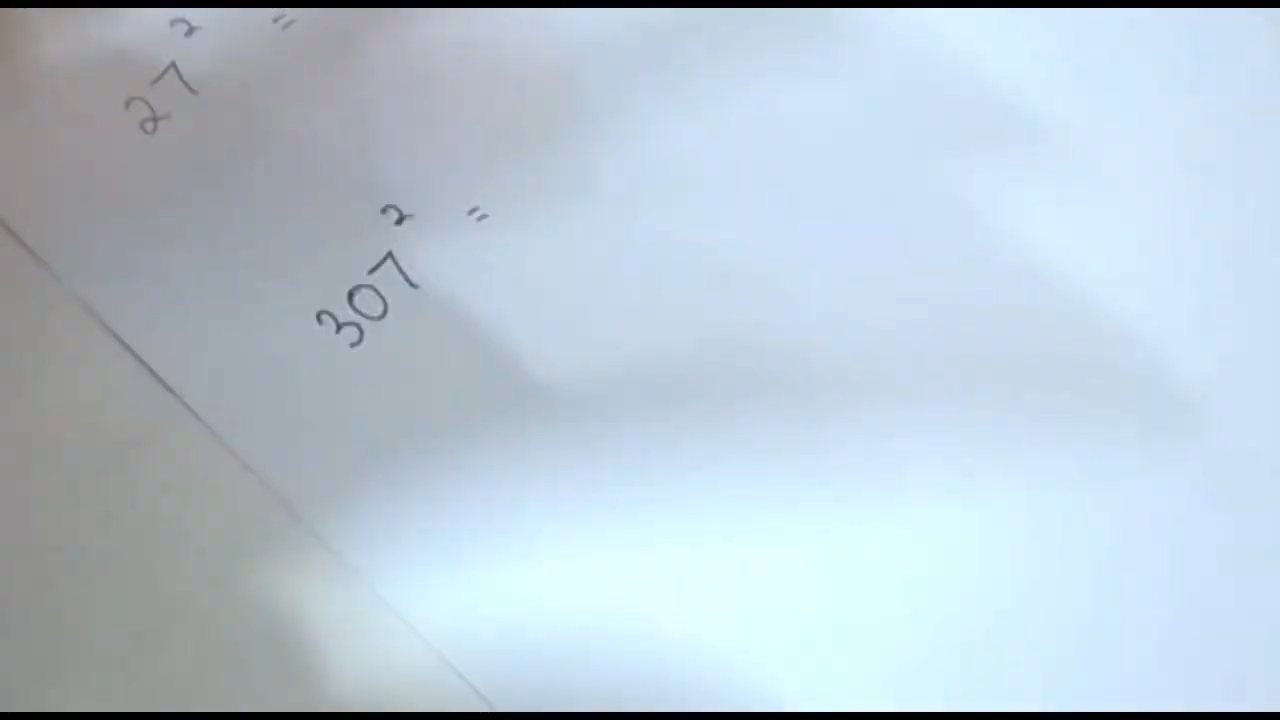 27² =
307² =